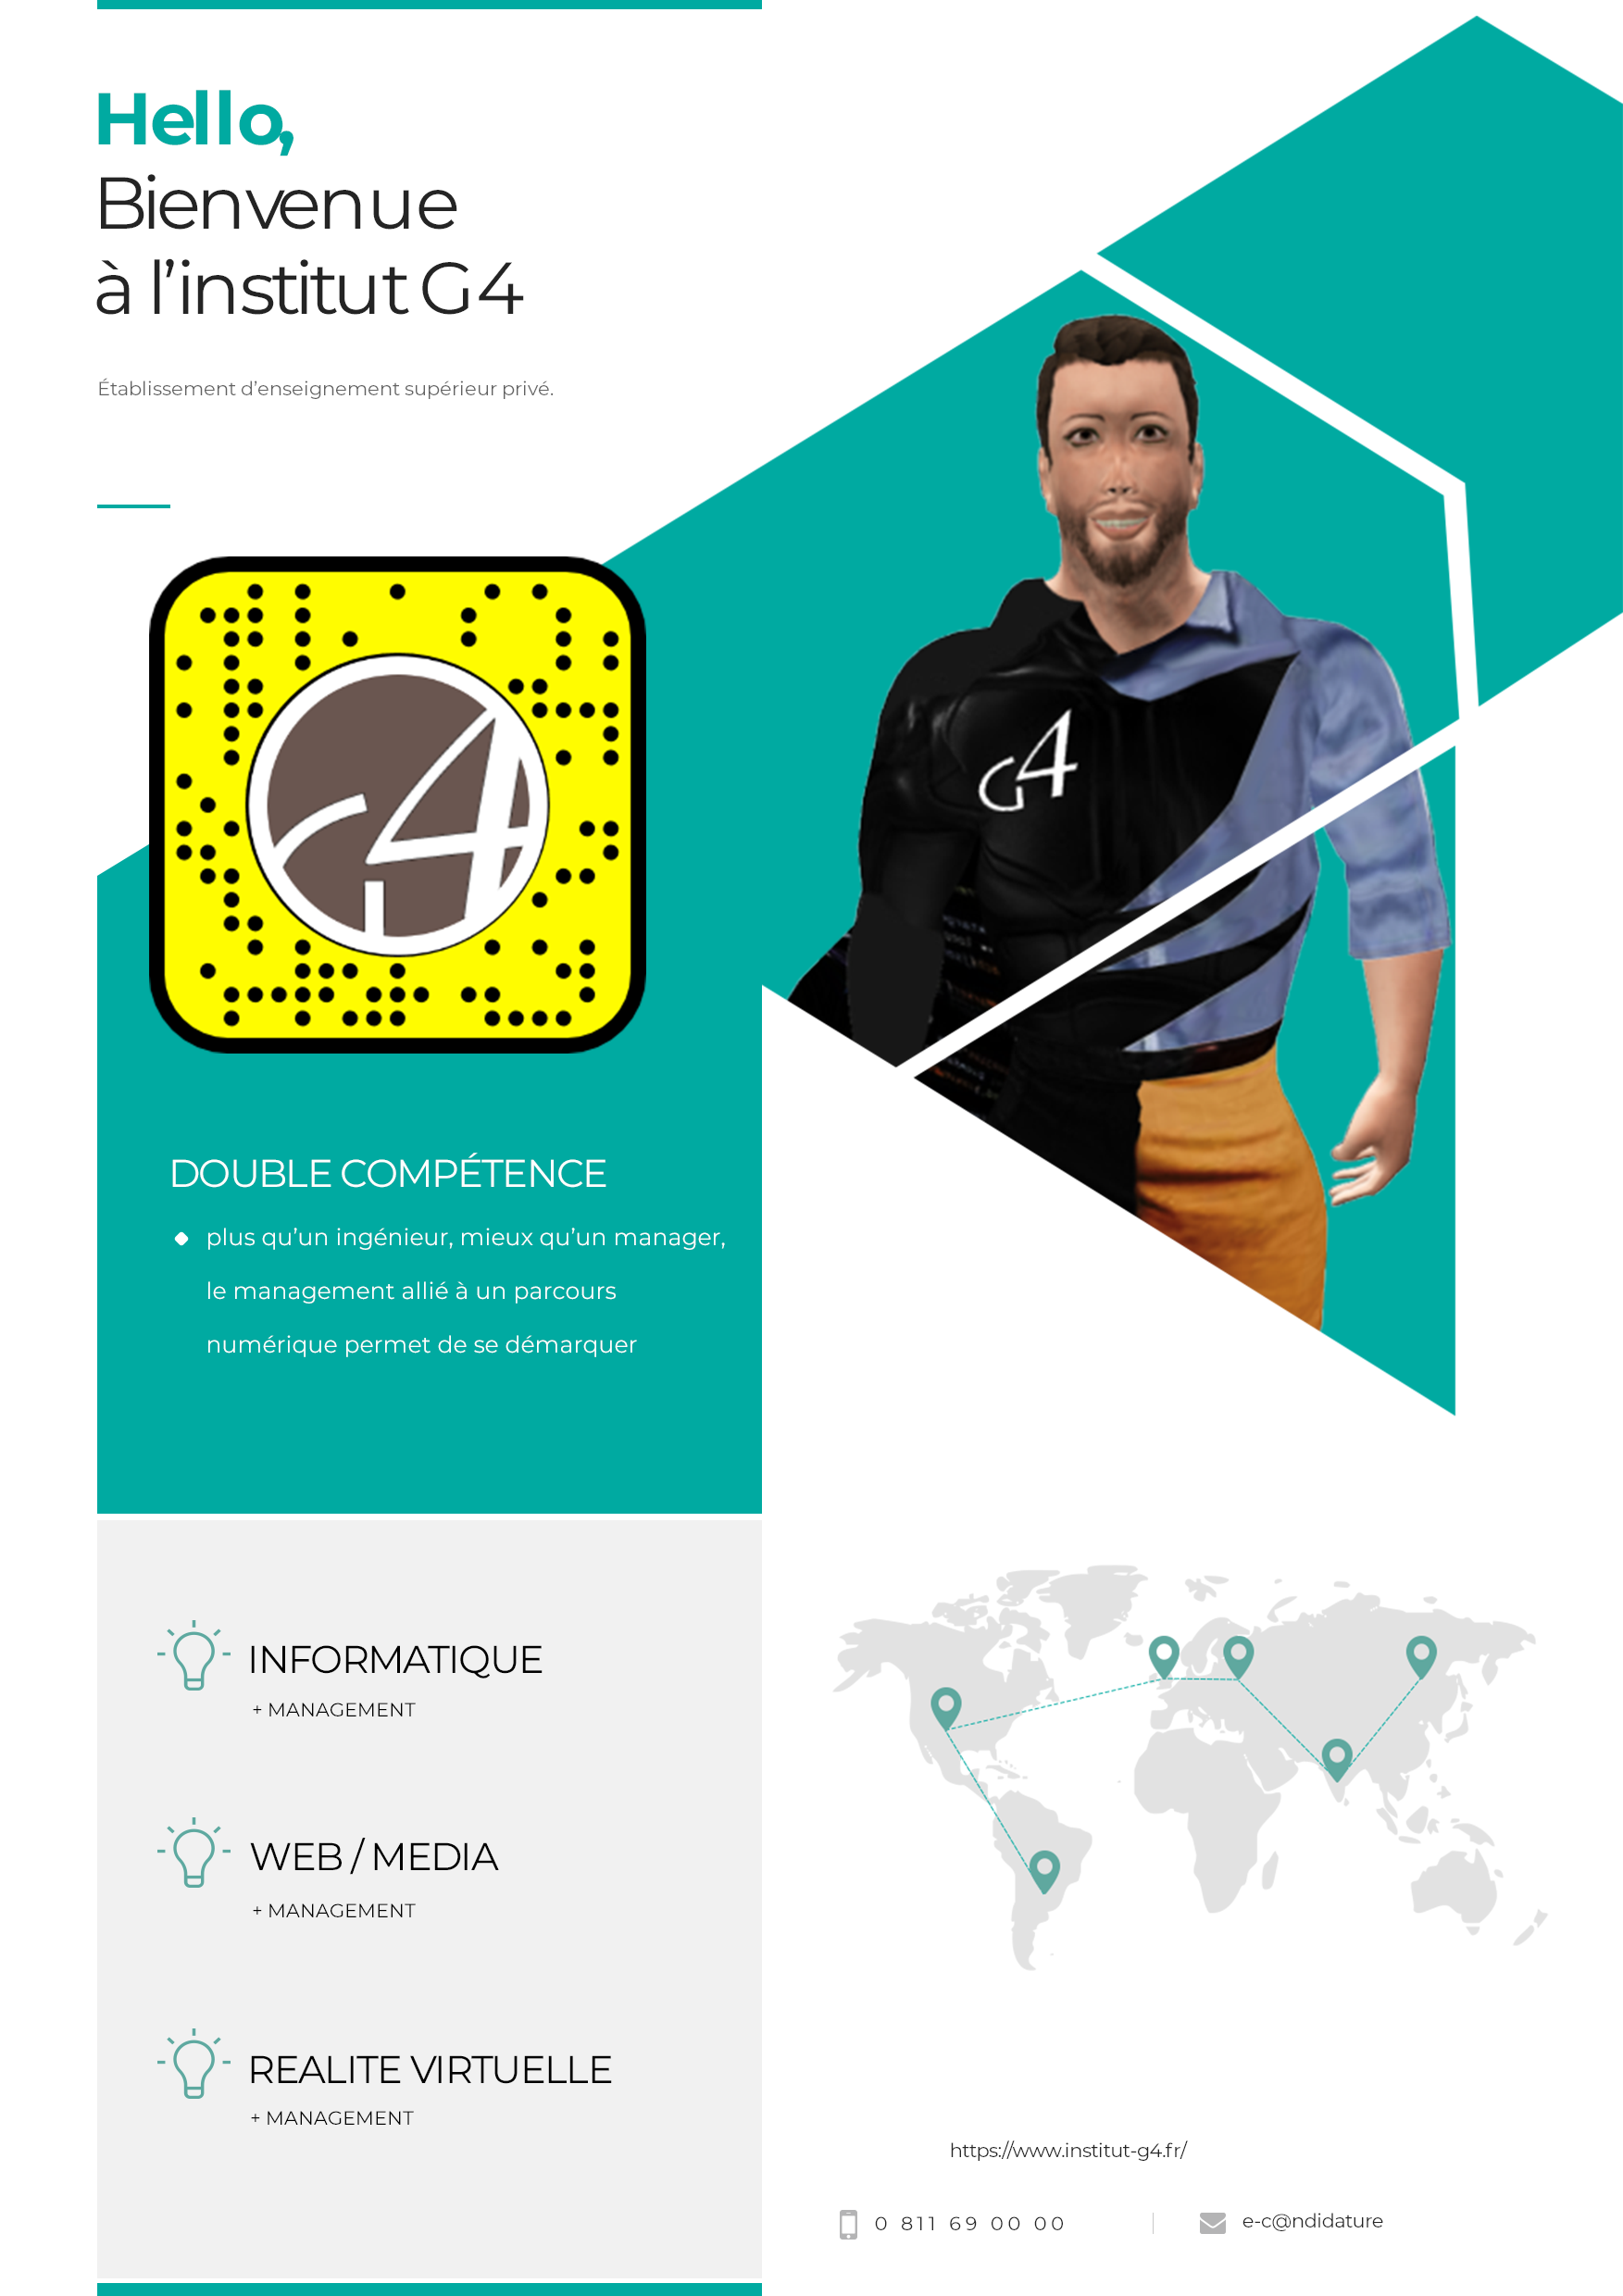 Hello,
Bienvenue
à l’institut G4
Établissement d’enseignement supérieur privé.
G4
G4
DOUBLE COMPÉTENCE
plus qu’un ingénieur, mieux qu’un manager,
le management allié à un parcours
numérique permet de se démarquer
INFORMATIQUE
+ MANAGEMENT
WEB / MEDIA
+ MANAGEMENT
REALITE VIRTUELLE
+ MANAGEMENT
https://www.institut-g4.fr/
0 811 69 00 00
e-c@ndidature